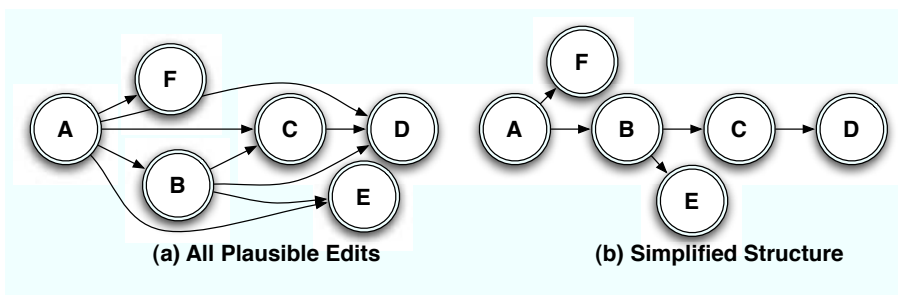 F
A
C
D
B
E
(a) All Plausible Edits
F
A
B
C
D
E
(b) Simplified Structure